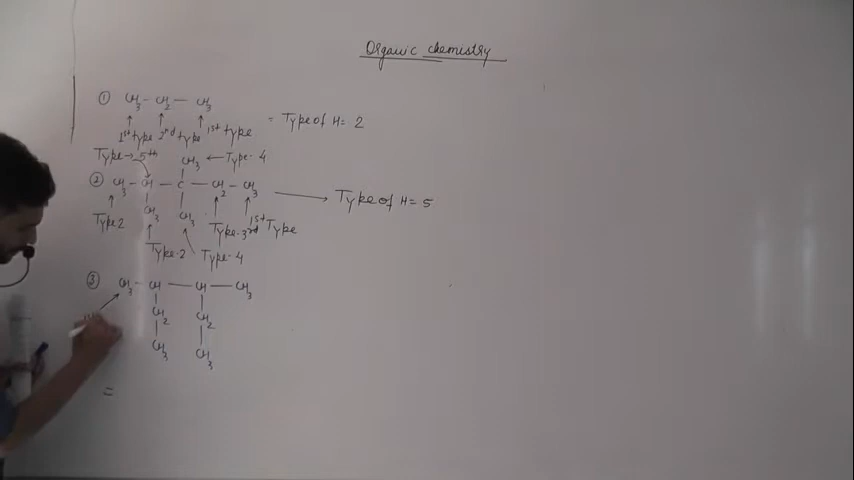 Organic chemistry
① CH3 - CH2 - CH3
1st type 2nd type 1st type
= Type of H = 2
Type → 5th
CH3 ← Type-4
② CH3 - CH - C - CH2 - CH3 → Type of H = 5
CH3 CH3
Type 2
Type-3rd 1st Type
Type-2 Type-4
③ CH3 - CH - CH - CH3
CH2 CH2
CH3 CH3
=